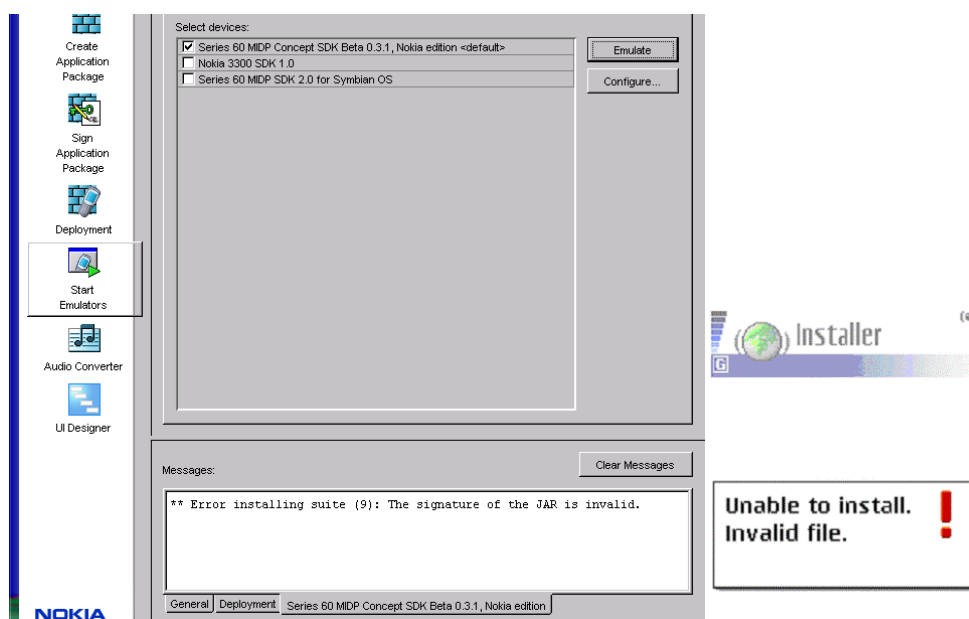 Create
Application
Package
Sign
Application
Package
Deployment
Start
Emulators
Audio Converter
UI Designer
NOKIA
Select devices:
Series 60 MIDP Concept SDK Beta 0.3.1, Nokia edition <default>
Nokia 3300 SDK 1.0
Series 60 MIDP SDK 2.0 for Symbian OS
Emulate
Configure...
Messages:
Clear Messages
** Error installing suite (9): The signature of the JAR is invalid.
General Deployment Series 60 MIDP Concept SDK Beta 0.3.1, Nokia edition
Installer
G
Unable to install.
Invalid file.